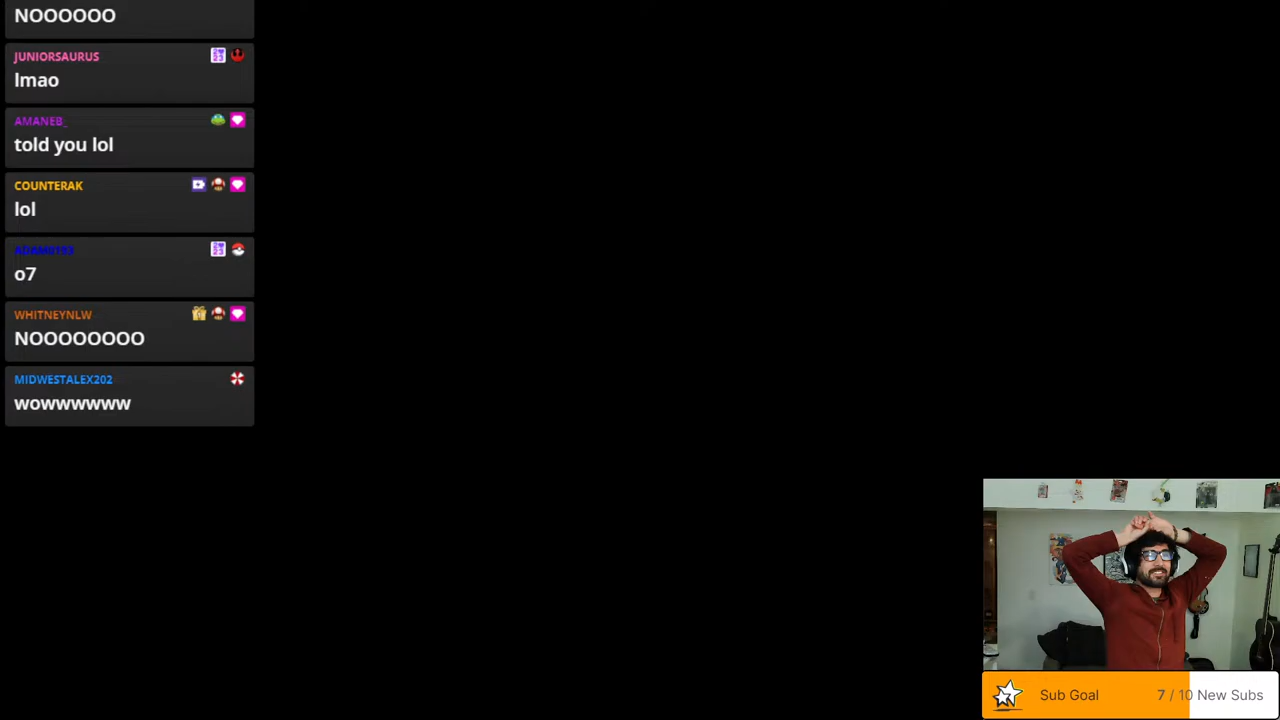 NOOOOOO
JUNIORSAURUS
lmao
AMANEB_
told you lol
COUNTERAK
lol
o7
WHITNEYNLW
NOOOOOOOO
MIDWESTALEX202
wowwwwww
Sub Goal 7 / 10 New Subs